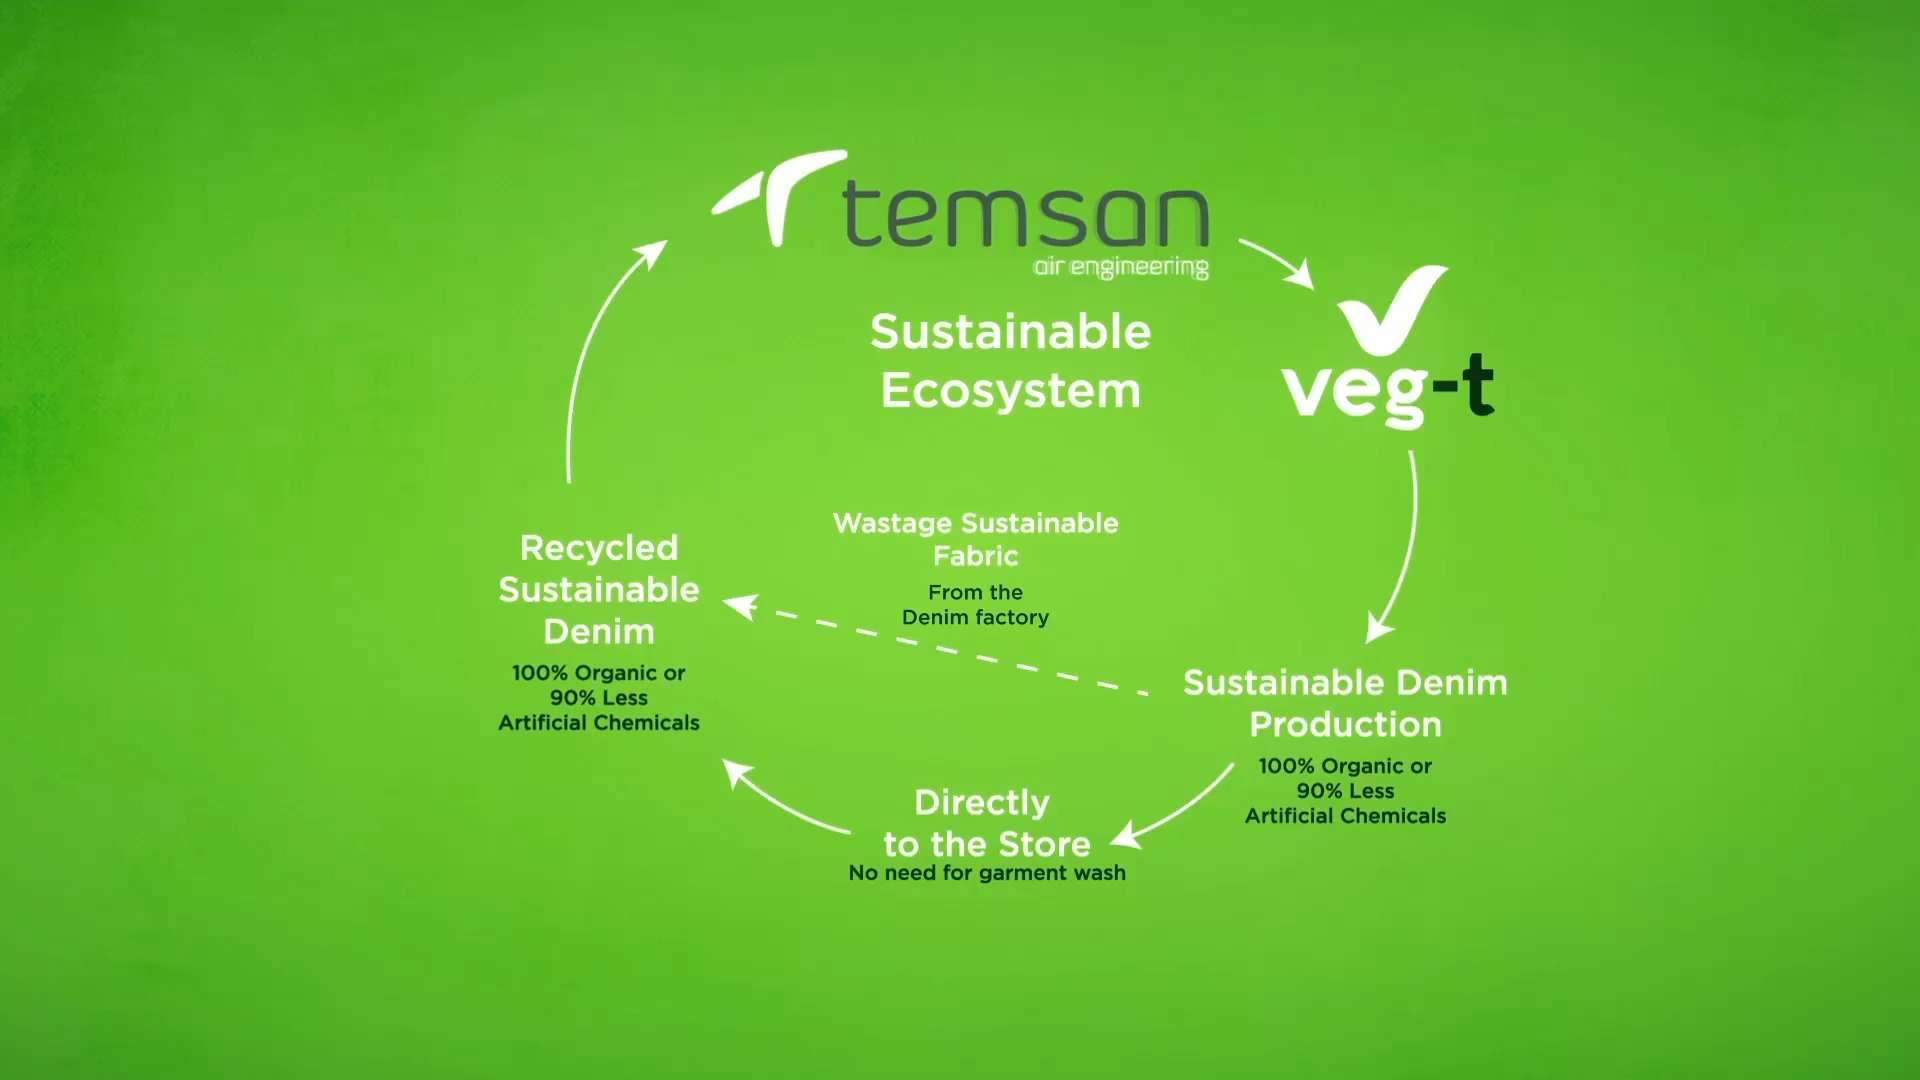 temsan
air engineering
Sustainable
Ecosystem
veg-t
Wastage Sustainable
Fabric
From the
Denim factory
Recycled
Sustainable
Denim
100% Organic or
90% Less
Artificial Chemicals
Sustainable Denim
Production
100% Organic or
90% Less
Artificial Chemicals
Directly
to the Store
No need for garment wash